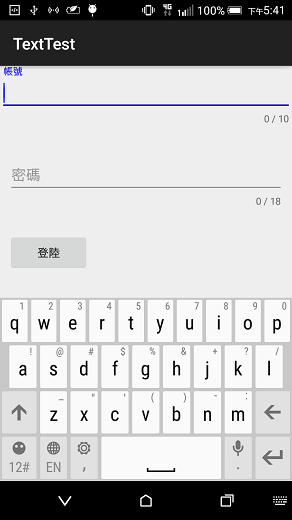 100% 下午5:41
TextTest
帳號
0 / 10
密碼
0 / 18
登陸
1 2 3 4 5 6 7 8 9 0
q w e r t y u i o p
! @ # $ % & + ? /
a s d f g h j k l
_ " ' ( ) - :
z x c v b n m
12# EN , .